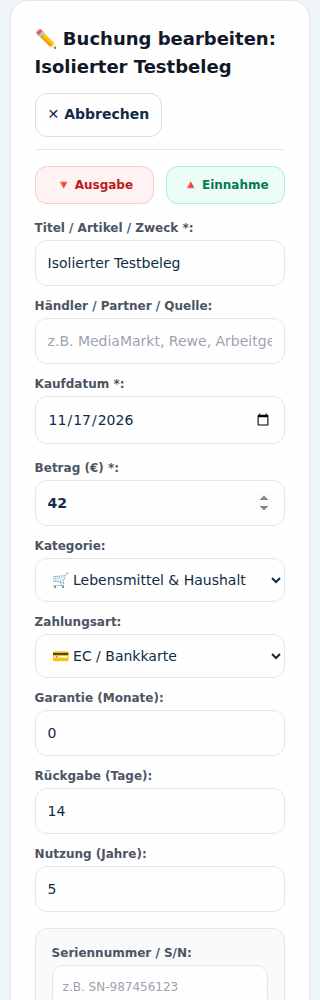 ✏️ Buchung bearbeiten:
Isolierter Testbeleg
✕ Abbrechen
🔻 Ausgabe
🔺 Einnahme
Titel / Artikel / Zweck *:
Isolierter Testbeleg
Händler / Partner / Quelle:
z.B. MediaMarkt, Rewe, Arbeitge
Kaufdatum *:
11/17/2026
Betrag (€) *:
42
Kategorie:
🛒 Lebensmittel & Haushalt
Zahlungsart:
💳 EC / Bankkarte
Garantie (Monate):
0
Rückgabe (Tage):
14
Nutzung (Jahre):
5
Seriennummer / S/N:
z.B. SN-987456123